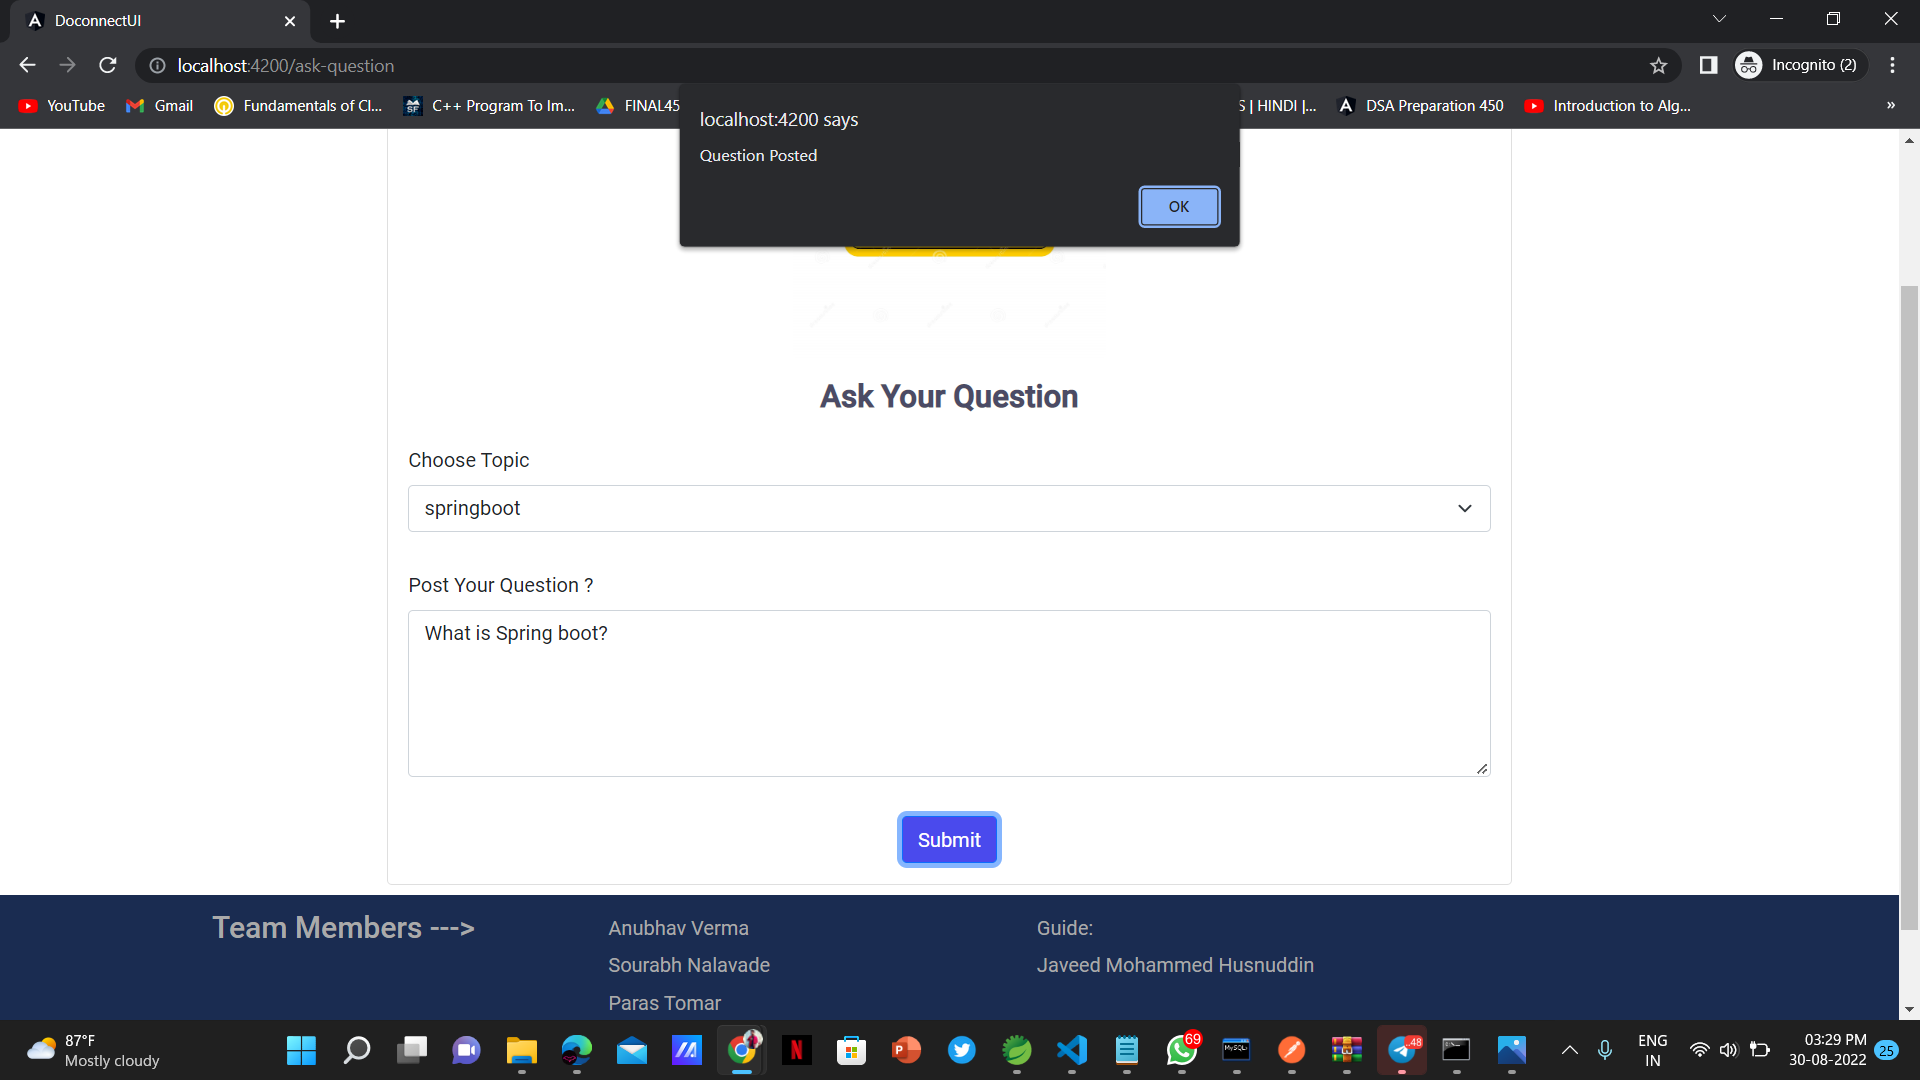 DoconnectUI
localhost:4200/ask-question
Incognito (2)
YouTube
Gmail
Fundamentals of Cl...
C++ Program To Im...
FINAL45
S | HINDI |...
DSA Preparation 450
Introduction to Alg...
»
localhost:4200 says
Question Posted
OK
Ask Your Question
Choose Topic
springboot
Post Your Question ?
What is Spring boot?
Submit
Team Members --->
Anubhav Verma
Sourabh Nalavade
Paras Tomar
Guide:
Javeed Mohammed Husnuddin
87°F
Mostly cloudy
69
MySQL
.48
ENG
IN
03:29 PM
30-08-2022
25